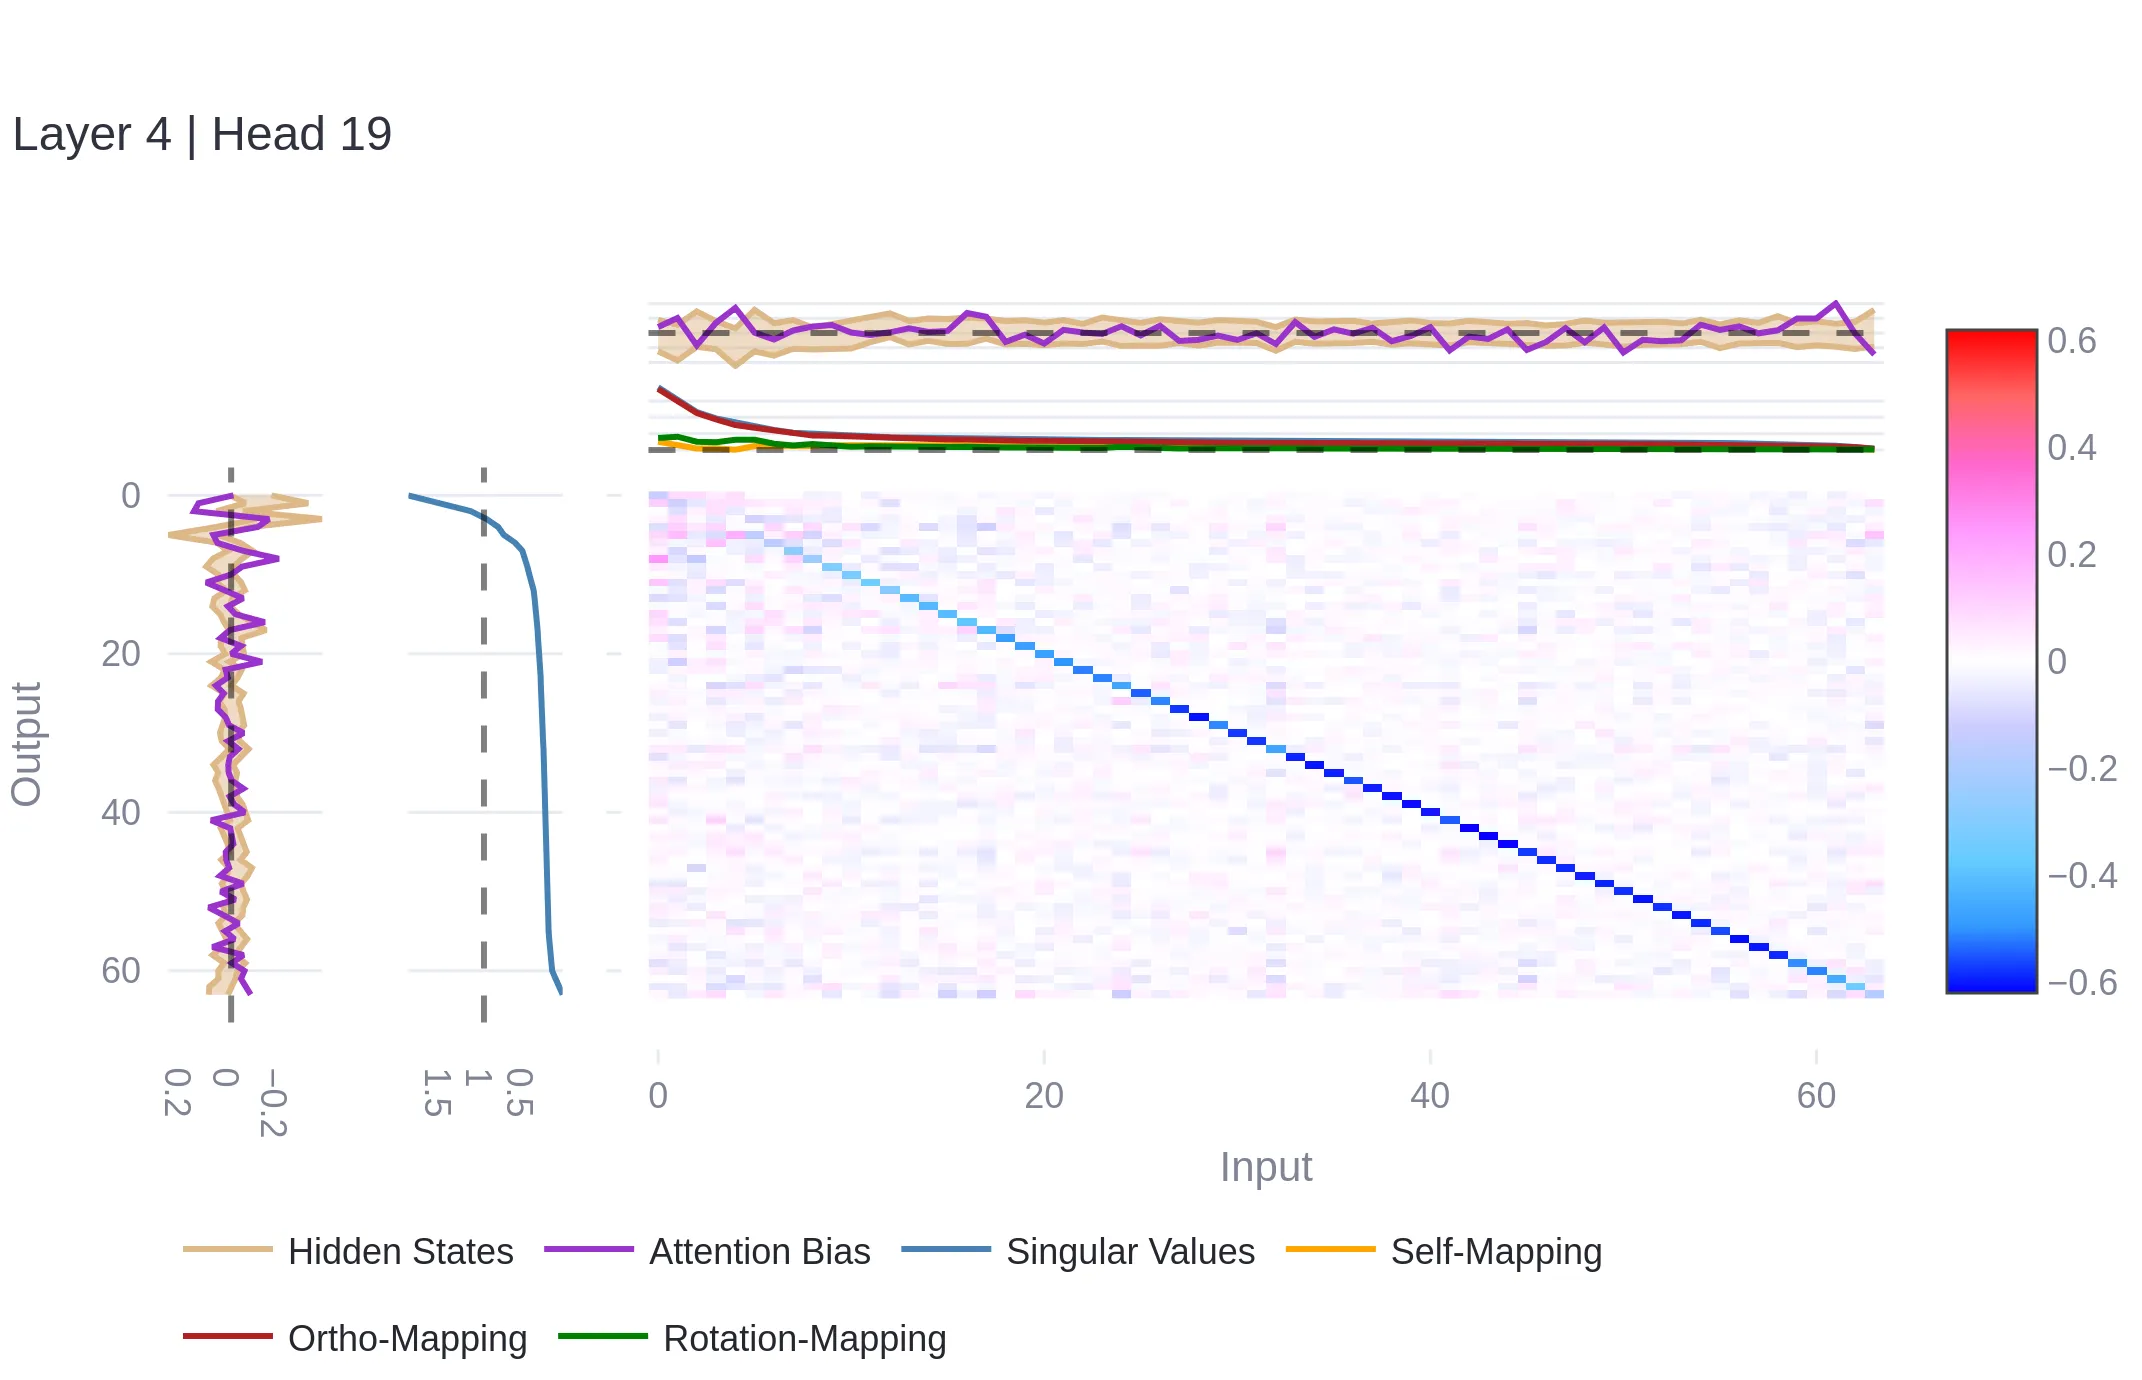 Layer 4 | Head 19
0
20
40
60
Output
0.2
0
−0.2
1.5
1
0.5
0
20
40
60
Input
0.6
0.4
0.2
0
−0.2
−0.4
−0.6
Hidden States
Attention Bias
Singular Values
Self-Mapping
Ortho-Mapping
Rotation-Mapping